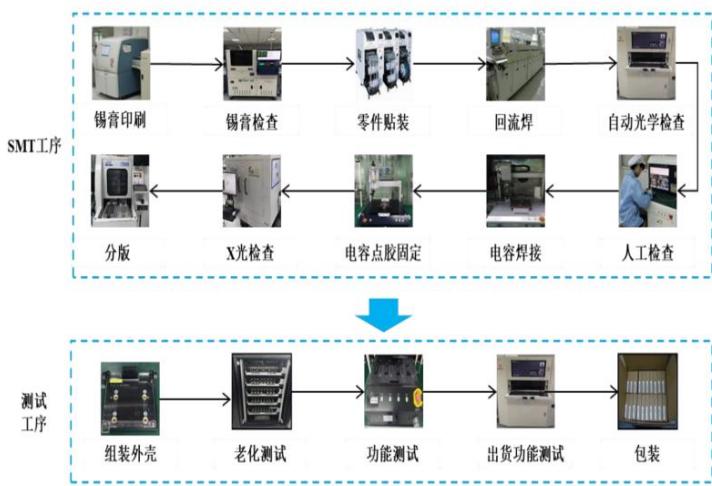 锡膏印刷
锡膏检查
零件贴装
回流焊
自动光学检查
SMT工序
分版
X光检查
电容点胶固定
电容焊接
人工检查
测试
工序
组装外壳
老化测试
功能测试
出货功能测试
包装